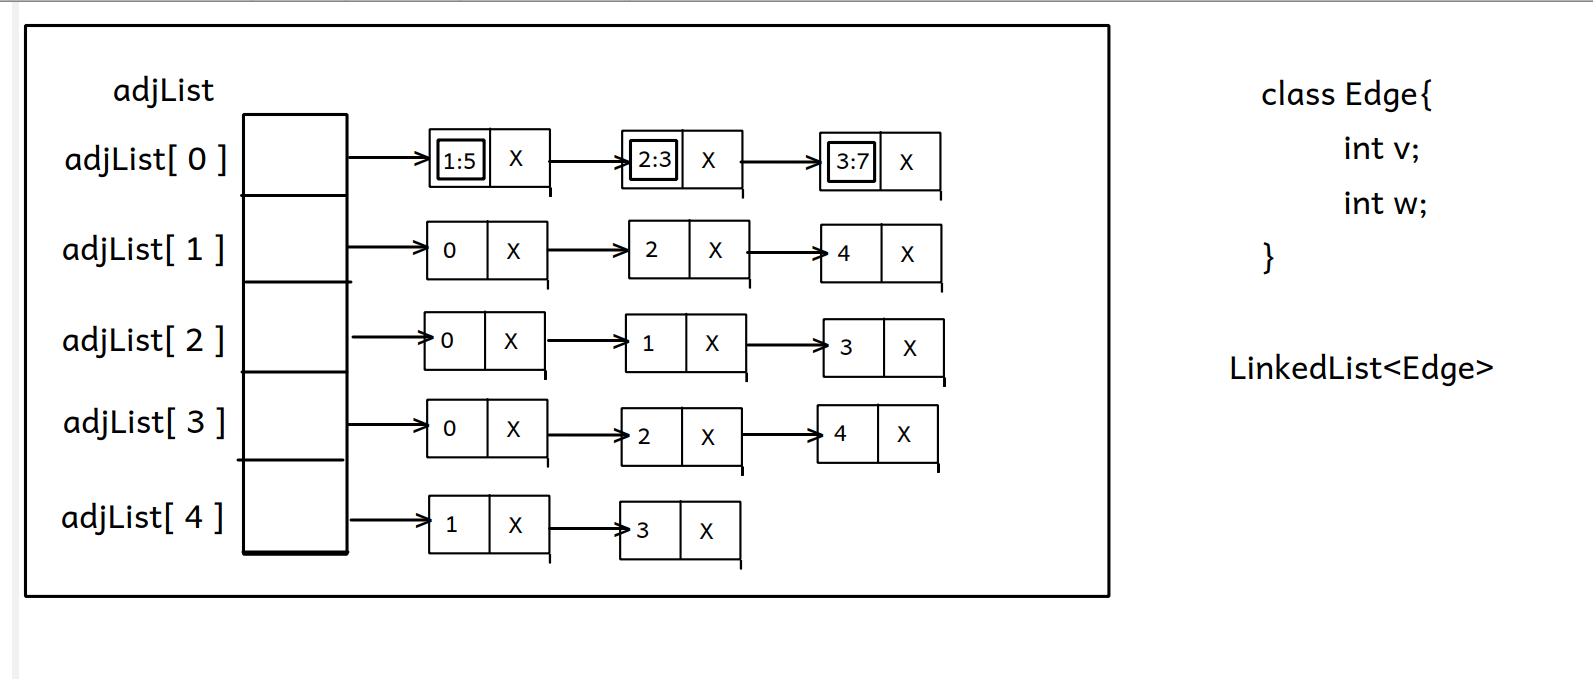 adjList
adjList[ 0 ] 1:5 X 2:3 X 3:7 X
adjList[ 1 ] 0 X 2 X 4 X
adjList[ 2 ] 0 X 1 X 3 X
adjList[ 3 ] 0 X 2 X 4 X
adjList[ 4 ] 1 X 3 X
class Edge{
int v;
int w;
}
LinkedList<Edge>